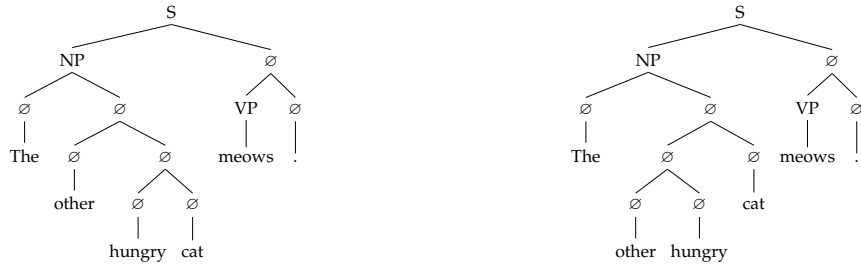 S S
NP ∅ NP ∅
∅ ∅ VP ∅ ∅ ∅ VP ∅
The ∅ ∅ meows . The ∅ ∅ meows .
other ∅ ∅ ∅ ∅ cat
hungry cat other hungry